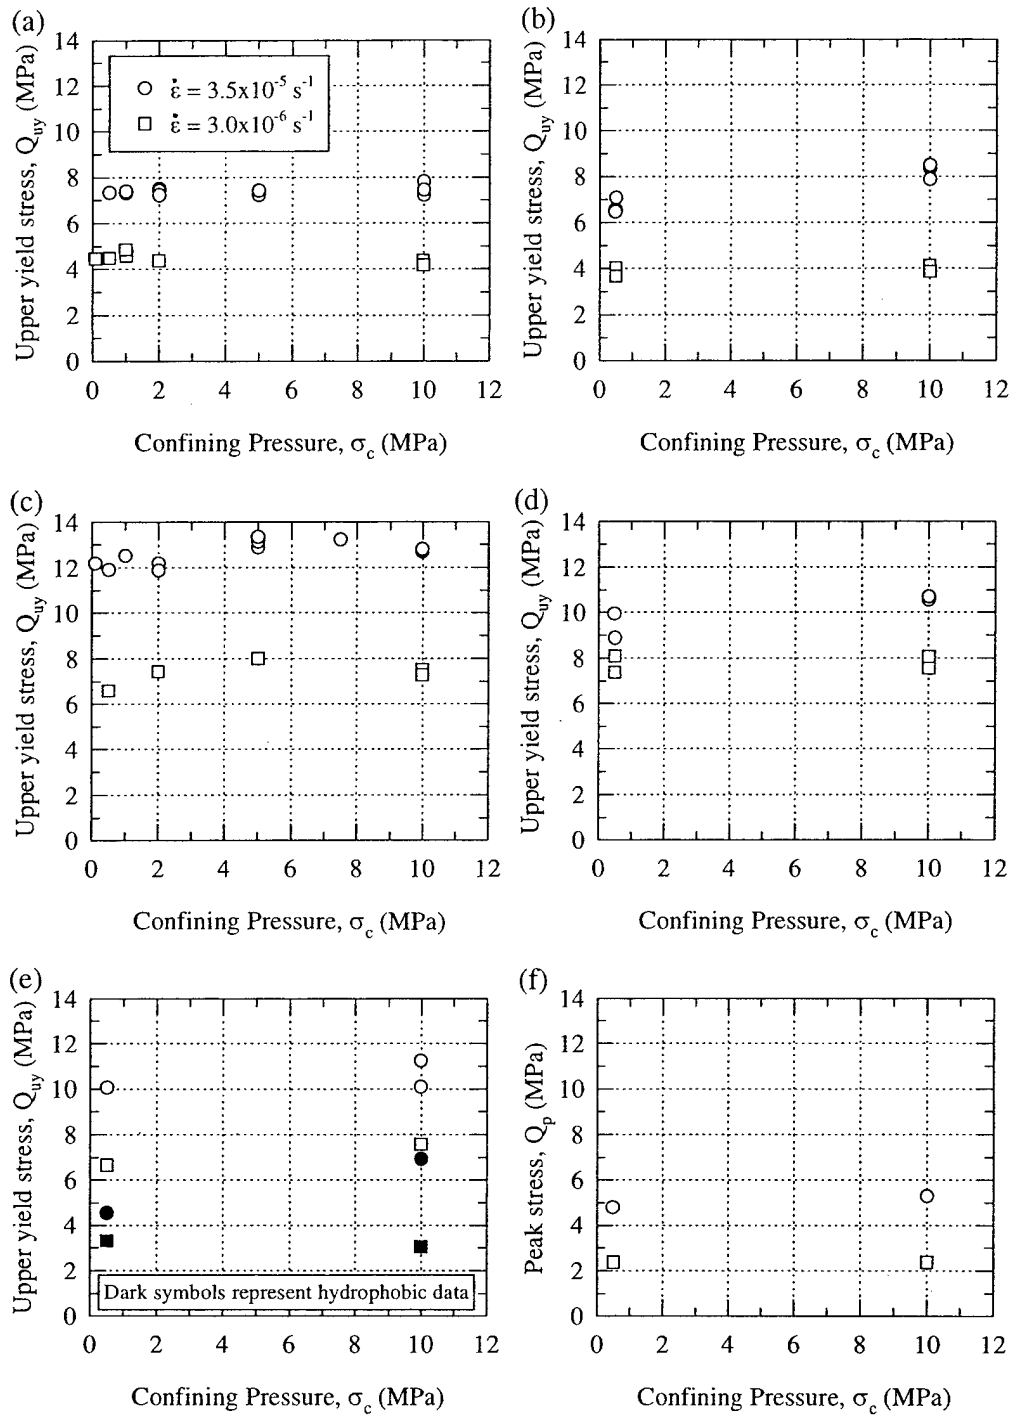 (a)
Upper yield stress, Q_uy (MPa)
14
12
10
8
6
4
2
0
ε̇ = 3.5x10⁻⁵ s⁻¹
ε̇ = 3.0x10⁻⁶ s⁻¹
0 2 4 6 8 10 12
Confining Pressure, σ_c (MPa)
(b)
Upper yield stress, Q_uy (MPa)
14
12
10
8
6
4
2
0
0 2 4 6 8 10 12
Confining Pressure, σ_c (MPa)
(c)
Upper yield stress, Q_uy (MPa)
14
12
10
8
6
4
2
0
0 2 4 6 8 10 12
Confining Pressure, σ_c (MPa)
(d)
Upper yield stress, Q_uy (MPa)
14
12
10
8
6
4
2
0
0 2 4 6 8 10 12
Confining Pressure, σ_c (MPa)
(e)
Upper yield stress, Q_uy (MPa)
14
12
10
8
6
4
2
0
Dark symbols represent hydrophobic data
0 2 4 6 8 10 12
Confining Pressure, σ_c (MPa)
(f)
Peak stress, Q_p (MPa)
14
12
10
8
6
4
2
0
0 2 4 6 8 10 12
Confining Pressure, σ_c (MPa)